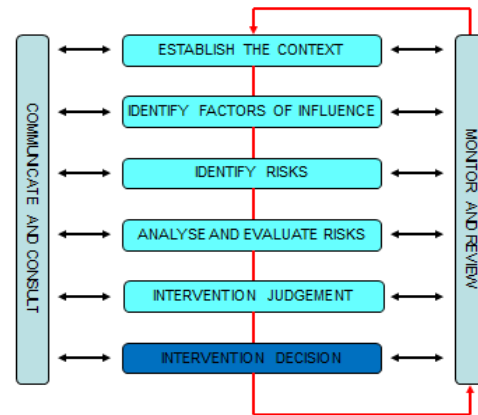 ESTABLISH THE CONTEXT
IDENTIFY FACTORS OF INFLUENCE
IDENTIFY RISKS
ANALYSE AND EVALUATE RISKS
INTERVENTION JUDGEMENT
INTERVENTION DECISION
COMMUNICATE AND CONSULT
MONITOR AND REVIEW